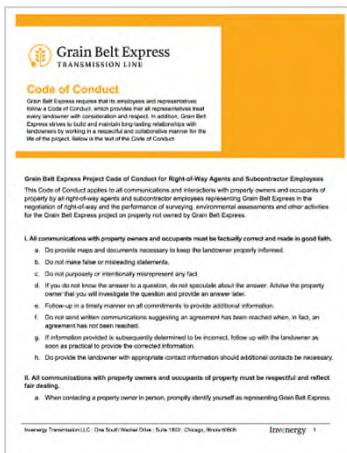 Grain Belt Express
TRANSMISSION LINE
Code of Conduct
Grain Belt Express requires that its employees and representatives
follow a Code of Conduct, which provides that all representatives treat
every landowner with consideration and respect. In addition, Grain Belt
Express strives to build and maintain long-lasting relationships with
landowners by working in a respectful and collaborative manner for the
life of the project. Below is the text of the Code of Conduct.
Grain Belt Express Project Code of Conduct for Right-of-Way Agents and Subcontractor Employees
This Code of Conduct applies to all communications and interactions with property owners and occupants of
property by all right-of-way agents and subcontractor employees representing Grain Belt Express in the
negotiation of right-of-way and the performance of surveying, environmental assessments and other activities
for the Grain Belt Express project on property not owned by Grain Belt Express.
I. All communications with property owners and occupants must be factually correct and made in good faith.
a. Do provide maps and documents necessary to keep the landowner properly informed.
b. Do not make false or misleading statements.
c. Do not purposely or intentionally misrepresent any fact.
d. If you do not know the answer to a question, do not speculate about the answer. Advise the property
owner that you will investigate the question and provide an answer later.
e. Follow-up in a timely manner on all commitments to provide additional information.
f. Do not send written communications suggesting an agreement has been reached when, in fact, an
agreement has not been reached.
g. If information provided is subsequently determined to be incorrect, follow up with the landowner as
soon as practical to provide the corrected information.
h. Do provide the landowner with appropriate contact information should additional contacts be necessary.
II. All communications with property owners and occupants of property must be respectful and reflect
fair dealing.
a. When contacting a property owner in person, promptly identify yourself as representing Grain Belt Express.
Invenergy Transmission LLC | One South Wacker Drive | Suite 1800 | Chicago, Illinois 60606
Invenergy 1